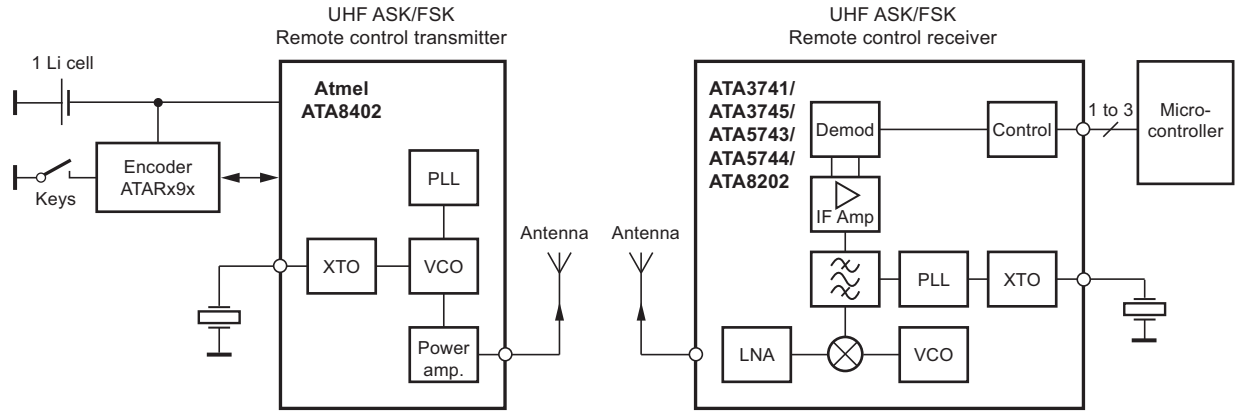 UHF ASK/FSK
Remote control transmitter
1 Li cell
Atmel
ATA8402
Encoder
ATARx9x
Keys
PLL
XTO
VCO
Power
amp.
Antenna
UHF ASK/FSK
Remote control receiver
Antenna
ATA3741/
ATA3745/
ATA5743/
ATA5744/
ATA8202
Demod
Control
1 to 3
Micro-
controller
IF Amp
PLL
XTO
LNA
VCO